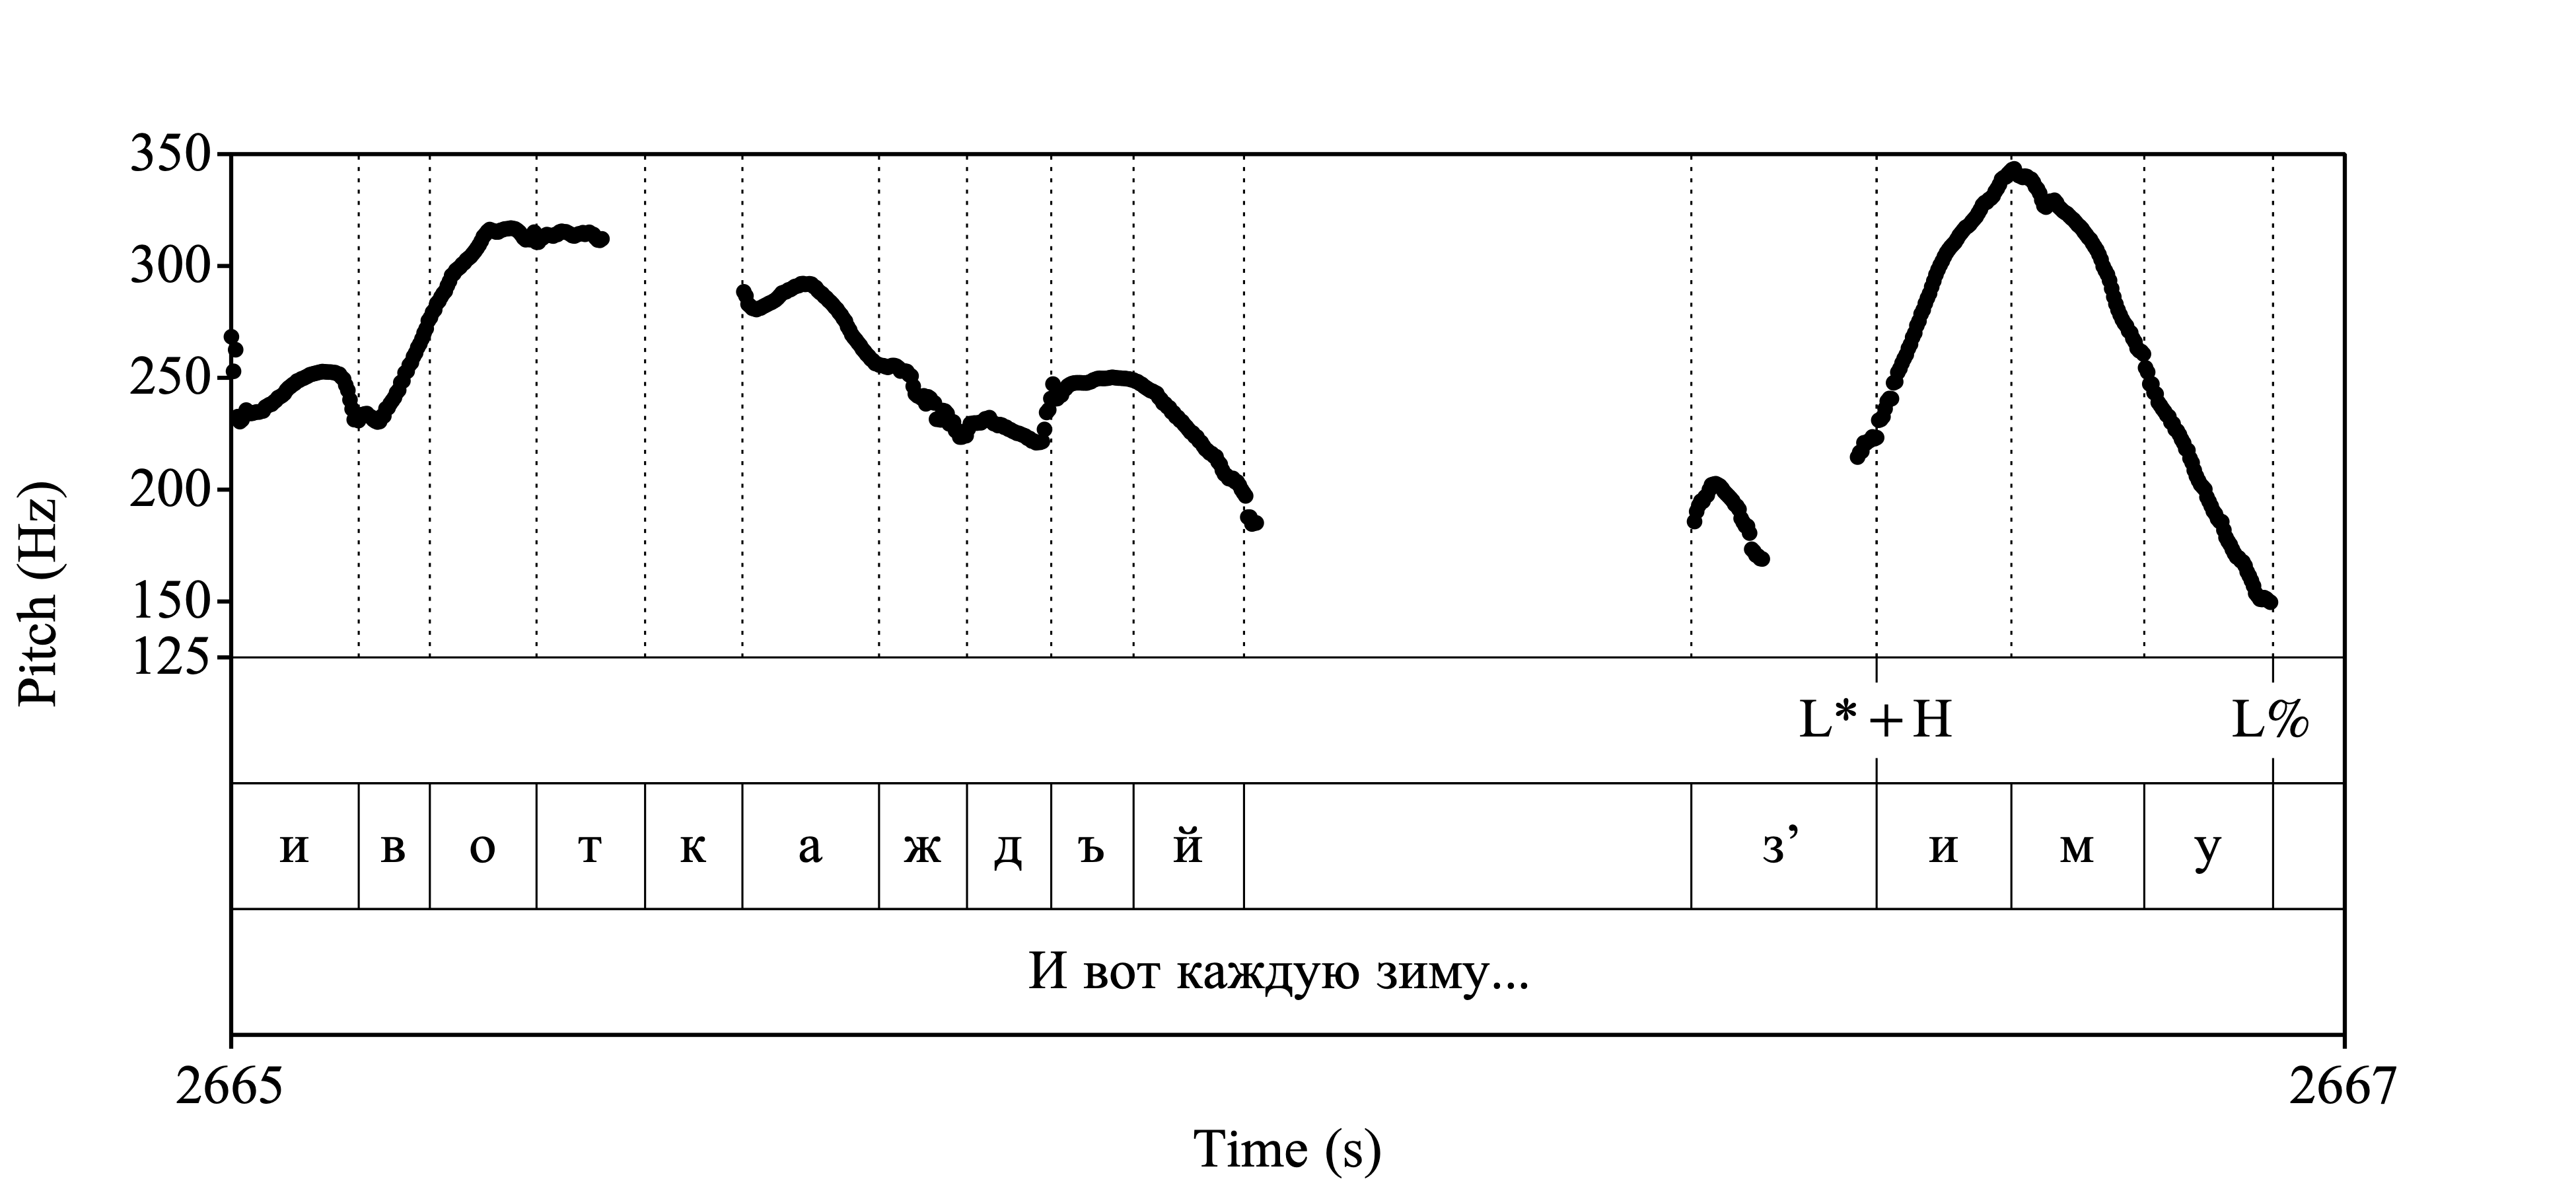 350
300
250
200
150
125
Pitch (Hz)
L*+H L%
и в о т к а ж д ъ й з’ и м у
И вот каждую зиму...
2665 2667
Time (s)